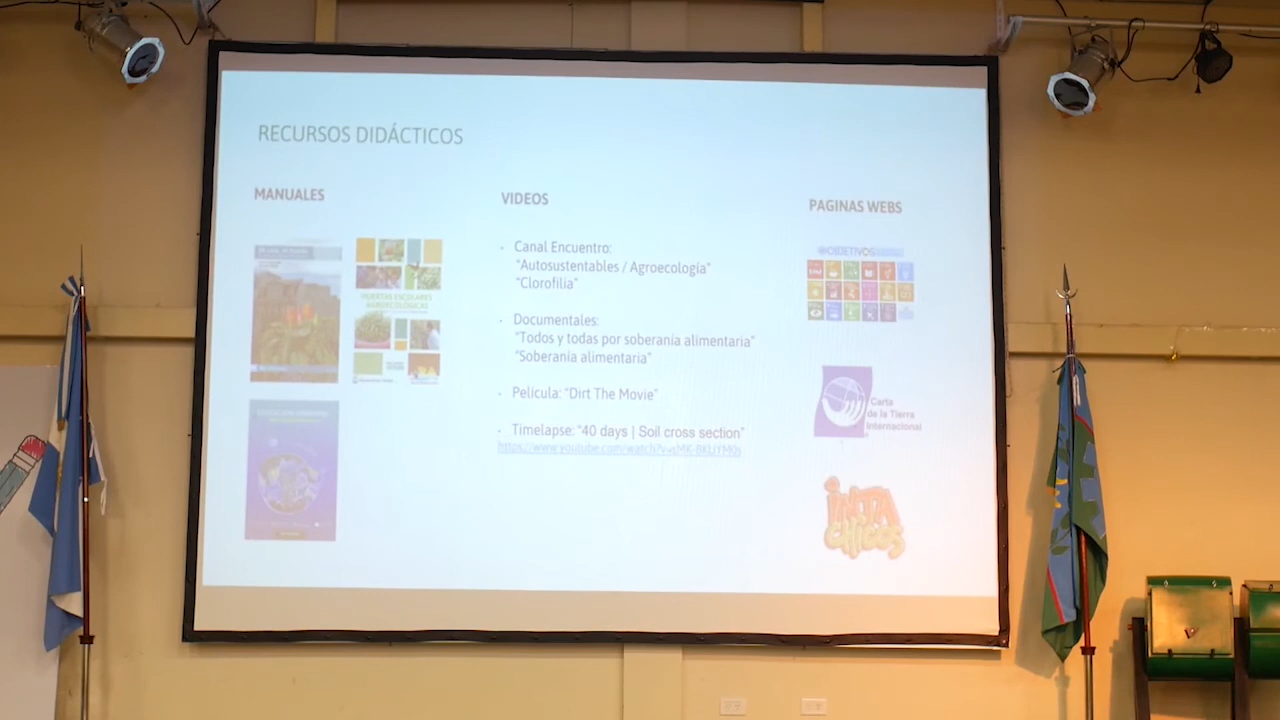 RECURSOS DIDÁCTICOS
MANUALES
HUERTAS ESCOLARES
AGROECOLÓGICAS
VIDEOS
- Canal Encuentro:
"Autosustentables / Agroecología"
"Clorofilia"
- Documentales:
"Todos y todas por soberanía alimentaria"
"Soberanía alimentaria"
- Película: "Dirt The Movie"
- Timelapse: "40 days | Soil cross section"
PAGINAS WEBS
OBJETIVOS
Carta
de la Tierra
Internacional
INTA
CHICOS